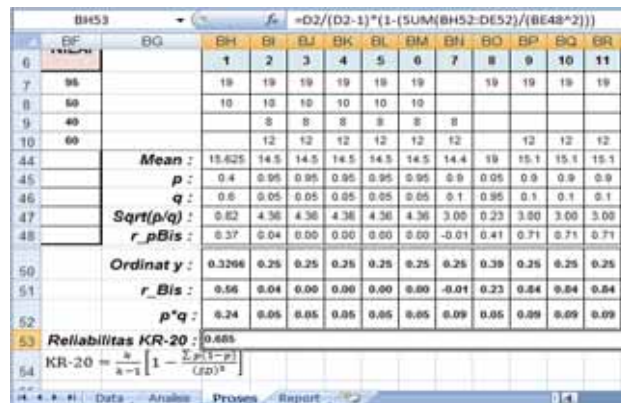 BH53 fx =D2/(D2-1)*(1-(SUM(BH52:DE52)/(BE48^2)))
BF BG BH BI BJ BK BL BM BN BO BP BQ BR
6 NILAI 1 2 3 4 5 6 7 8 9 10 11
7 95 19 19 19 19 19 19 19 19 19 19
8 50 10 10 10 10 10 10
9 40 8 8 8 8 8 8
10 60 12 12 12 12 12 12 12 12
44 Mean : 15.625 14.5 14.5 14.5 14.5 14.5 14.4 19 15.1 15.1 15.1
45 p : 0.4 0.95 0.95 0.95 0.95 0.95 0.9 0.05 0.9 0.9 0.9
46 q : 0.6 0.05 0.05 0.05 0.05 0.05 0.1 0.95 0.1 0.1 0.1
47 Sqrt(p/q) : 0.82 4.36 4.36 4.36 4.36 4.36 3.00 0.23 3.00 3.00 3.00
48 r_pBis : 0.37 0.04 0.00 0.00 0.00 0.00 -0.01 0.41 0.71 0.71 0.71
50 Ordinat y : 0.3266 0.25 0.25 0.25 0.25 0.25 0.25 0.39 0.25 0.25 0.25
51 r_Bis : 0.56 0.04 0.00 0.00 0.00 0.00 -0.01 0.23 0.84 0.84 0.84
52 p*q : 0.24 0.05 0.05 0.05 0.05 0.05 0.09 0.05 0.09 0.09 0.09
53 Reliabilitas KR-20 : 0.685
54 KR-20 = k/k−1 [1 − Σp(1−p)/(SD)²]
Data Analisis Proses Report